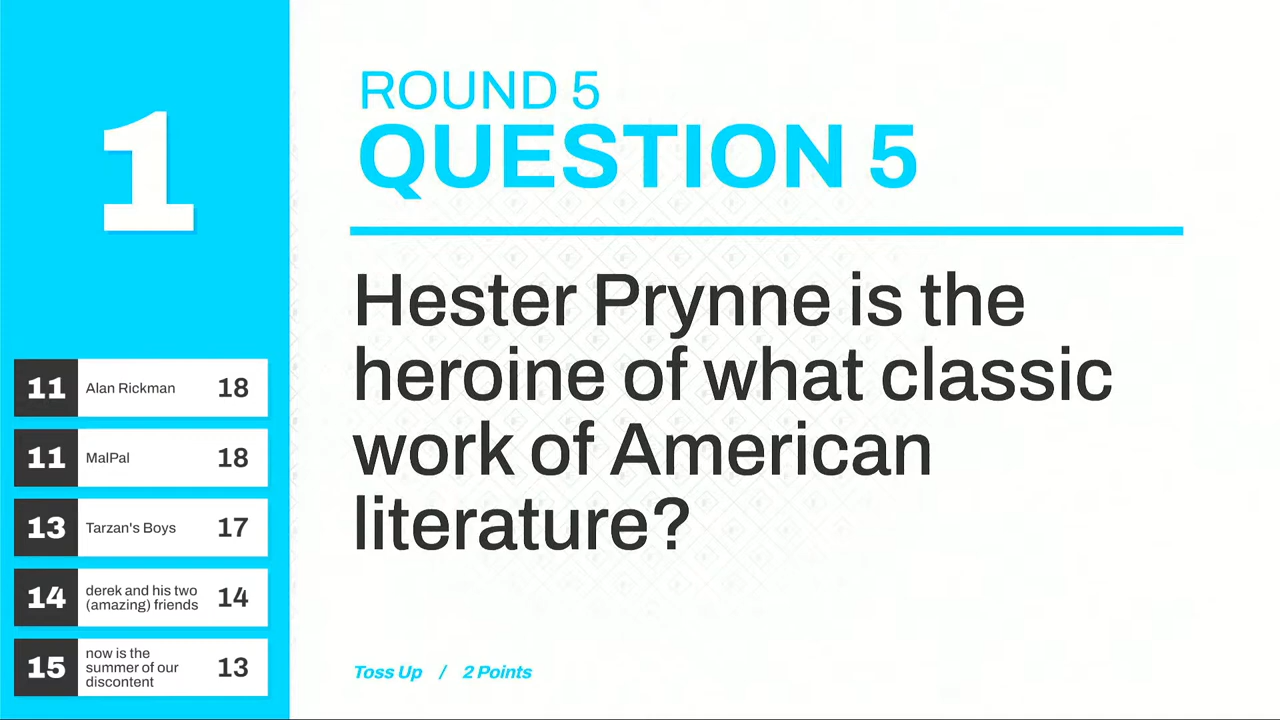 1
11 Alan Rickman 18
11 MalPal 18
13 Tarzan's Boys 17
14 derek and his two (amazing) friends 14
15 now is the summer of our discontent 13
ROUND 5
QUESTION 5
Hester Prynne is the
heroine of what classic
work of American
literature?
Toss Up / 2 Points